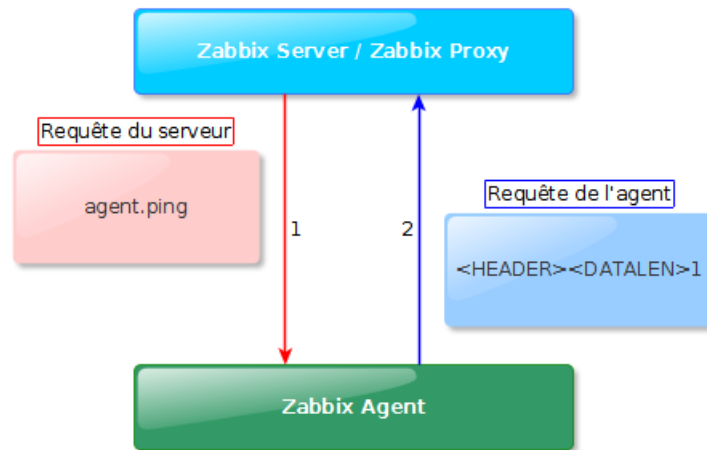 Zabbix Server / Zabbix Proxy
Requête du serveur
agent.ping
1
2
Requête de l'agent
<HEADER><DATALEN>1
Zabbix Agent